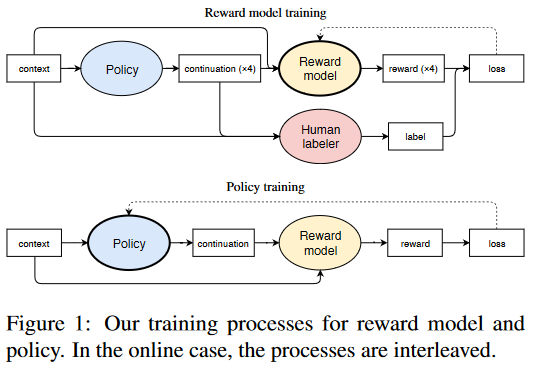 Reward model training
context
Policy
continuation (×4)
Reward
model
reward (×4)
loss
Human
labeler
label
Policy training
context
Policy
continuation
Reward
model
reward
loss
Figure 1: Our training processes for reward model and
policy. In the online case, the processes are interleaved.